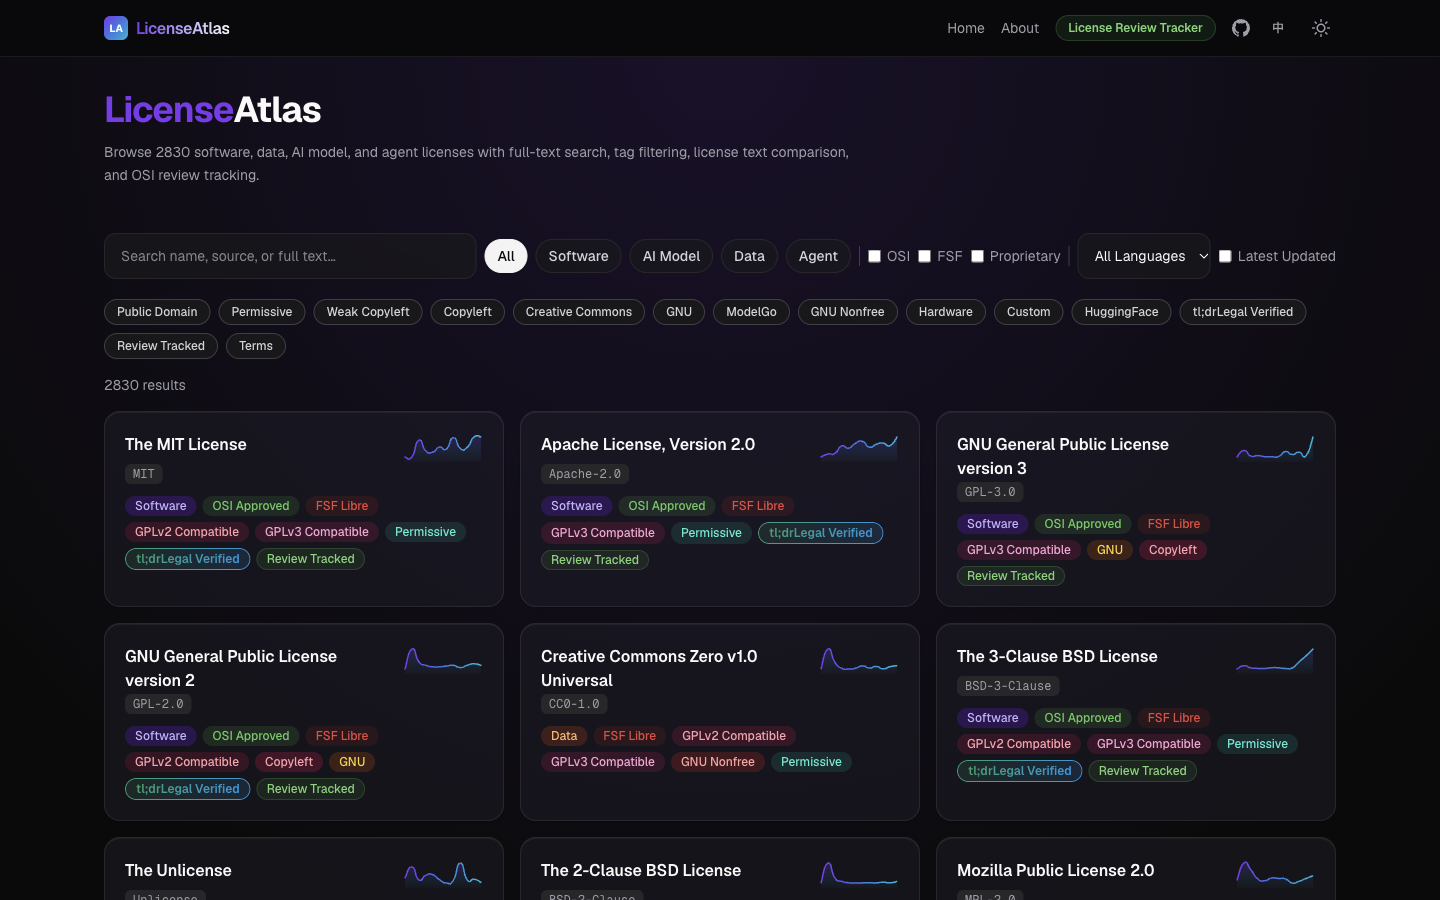 LA LicenseAtlas Home About License Review Tracker 中
LicenseAtlas
Browse 2830 software, data, AI model, and agent licenses with full-text search, tag filtering, license text comparison,
and OSI review tracking.
Search name, source, or full text… All Software AI Model Data Agent OSI FSF Proprietary All Languages Latest Updated
Public Domain Permissive Weak Copyleft Copyleft Creative Commons GNU ModelGo GNU Nonfree Hardware Custom HuggingFace tl;drLegal Verified
Review Tracked Terms
2830 results
The MIT License
MIT
Software OSI Approved FSF Libre
GPLv2 Compatible GPLv3 Compatible Permissive
tl;drLegal Verified Review Tracked
Apache License, Version 2.0
Apache-2.0
Software OSI Approved FSF Libre
GPLv3 Compatible Permissive tl;drLegal Verified
Review Tracked
GNU General Public License
version 3
GPL-3.0
Software OSI Approved FSF Libre
GPLv3 Compatible GNU Copyleft
Review Tracked
GNU General Public License
version 2
GPL-2.0
Software OSI Approved FSF Libre
GPLv2 Compatible Copyleft GNU
tl;drLegal Verified Review Tracked
Creative Commons Zero v1.0
Universal
CC0-1.0
Data FSF Libre GPLv2 Compatible
GPLv3 Compatible GNU Nonfree Permissive
The 3-Clause BSD License
BSD-3-Clause
Software OSI Approved FSF Libre
GPLv2 Compatible GPLv3 Compatible Permissive
tl;drLegal Verified Review Tracked
The Unlicense
Unlicense
The 2-Clause BSD License
BSD-2-Clause
Mozilla Public License 2.0
MPL-2.0